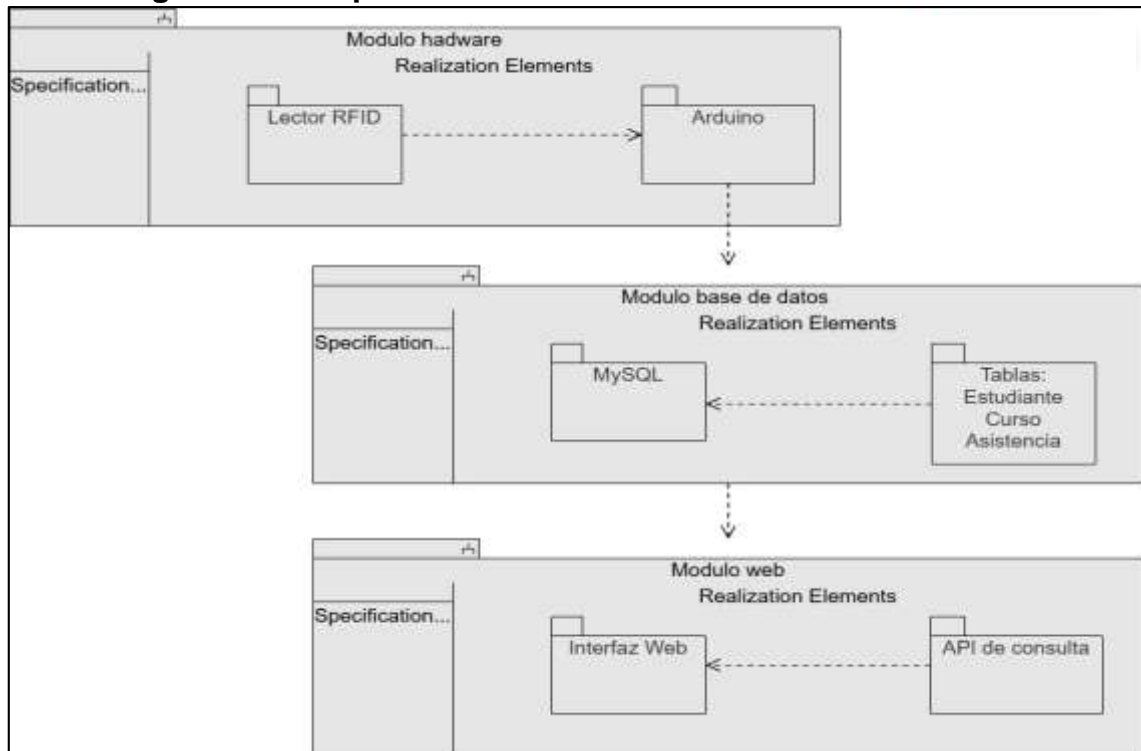 Modulo hadware
Realization Elements
Specification...
Lector RFID
Arduino
Modulo base de datos
Realization Elements
Specification...
MySQL
Tablas:
Estudiante
Curso
Asistencia
Modulo web
Realization Elements
Specification...
Interfaz Web
API de consulta